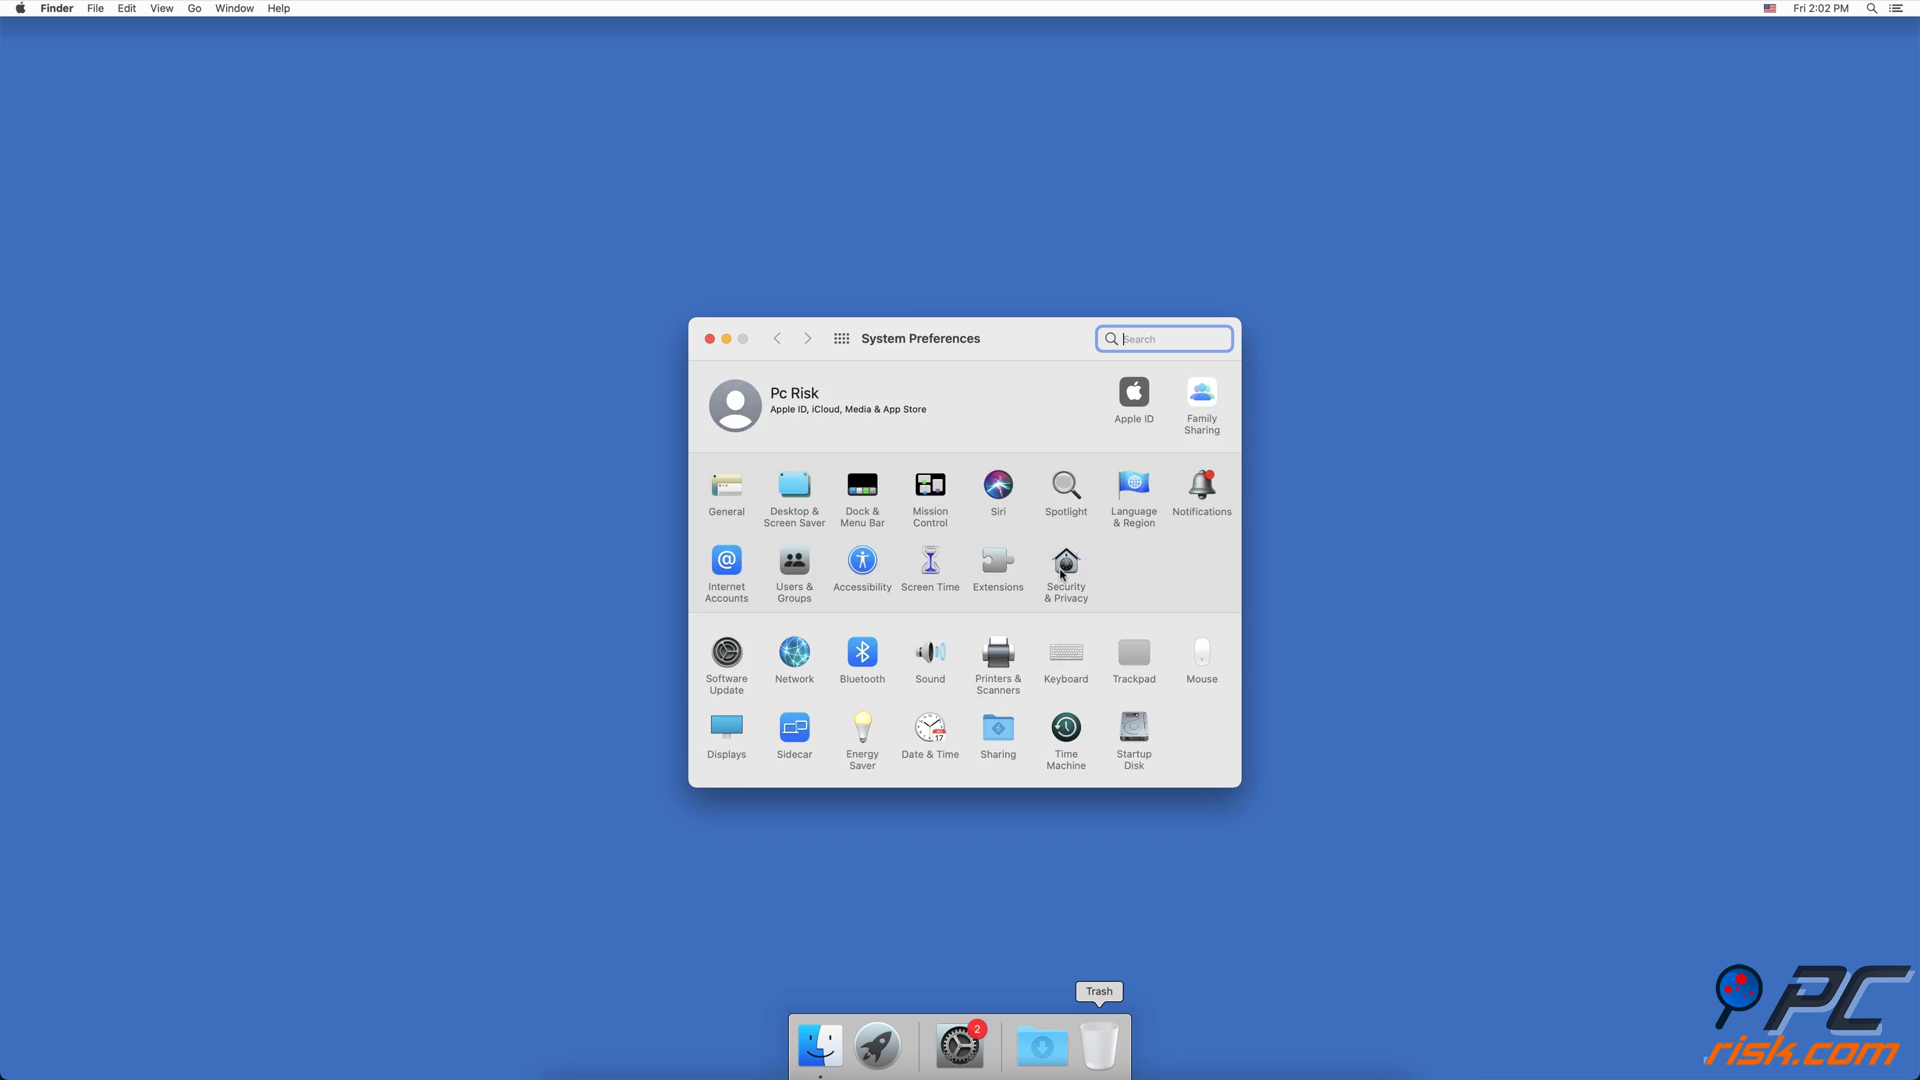 Finder File Edit View Go Window Help Fri 2:02 PM
System Preferences Search
Pc Risk
Apple ID, iCloud, Media & App Store
Apple ID
Family
Sharing
General
Desktop &
Screen Saver
Dock &
Menu Bar
Mission
Control
Siri
Spotlight
Language
& Region
Notifications
Internet
Accounts
Users &
Groups
Accessibility
Screen Time
Extensions
Security
& Privacy
Software
Update
Network
Bluetooth
Sound
Printers &
Scanners
Keyboard
Trackpad
Mouse
Displays
Sidecar
Energy
Saver
17
Date & Time
Sharing
Time
Machine
Startup
Disk
Trash
2
PC
risk.com